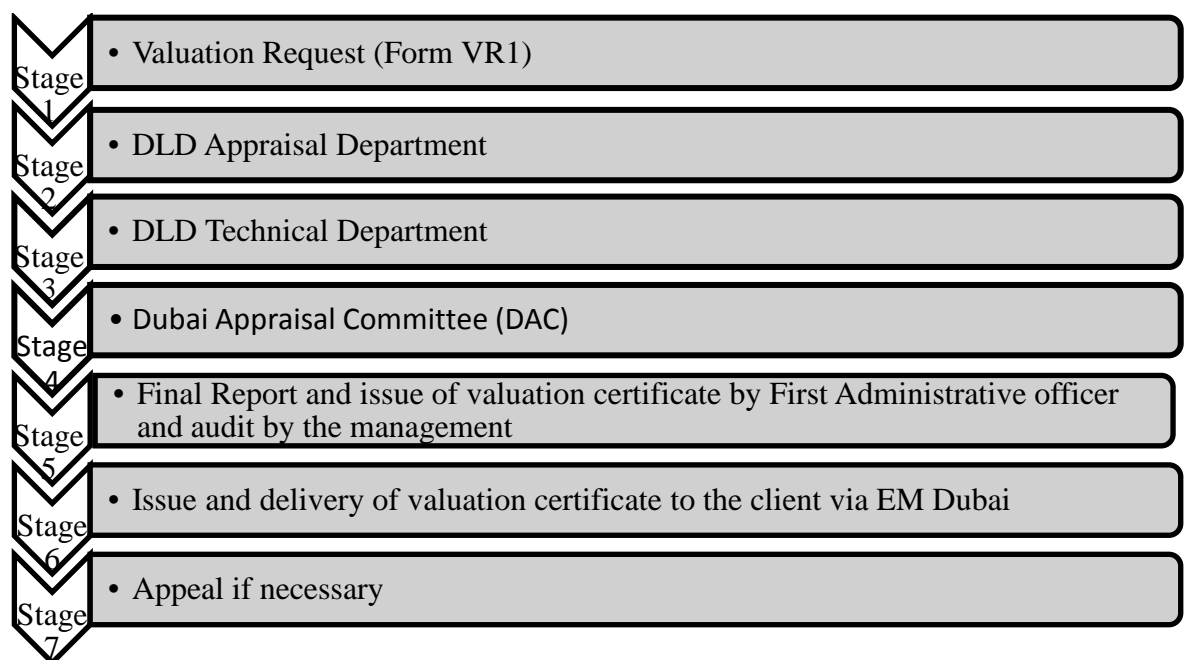 Stage
1
• Valuation Request (Form VR1)
Stage
2
• DLD Appraisal Department
Stage
3
• DLD Technical Department
Stage
4
• Dubai Appraisal Committee (DAC)
Stage
5
• Final Report and issue of valuation certificate by First Administrative officer
and audit by the management
Stage
6
• Issue and delivery of valuation certificate to the client via EM Dubai
Stage
7
• Appeal if necessary